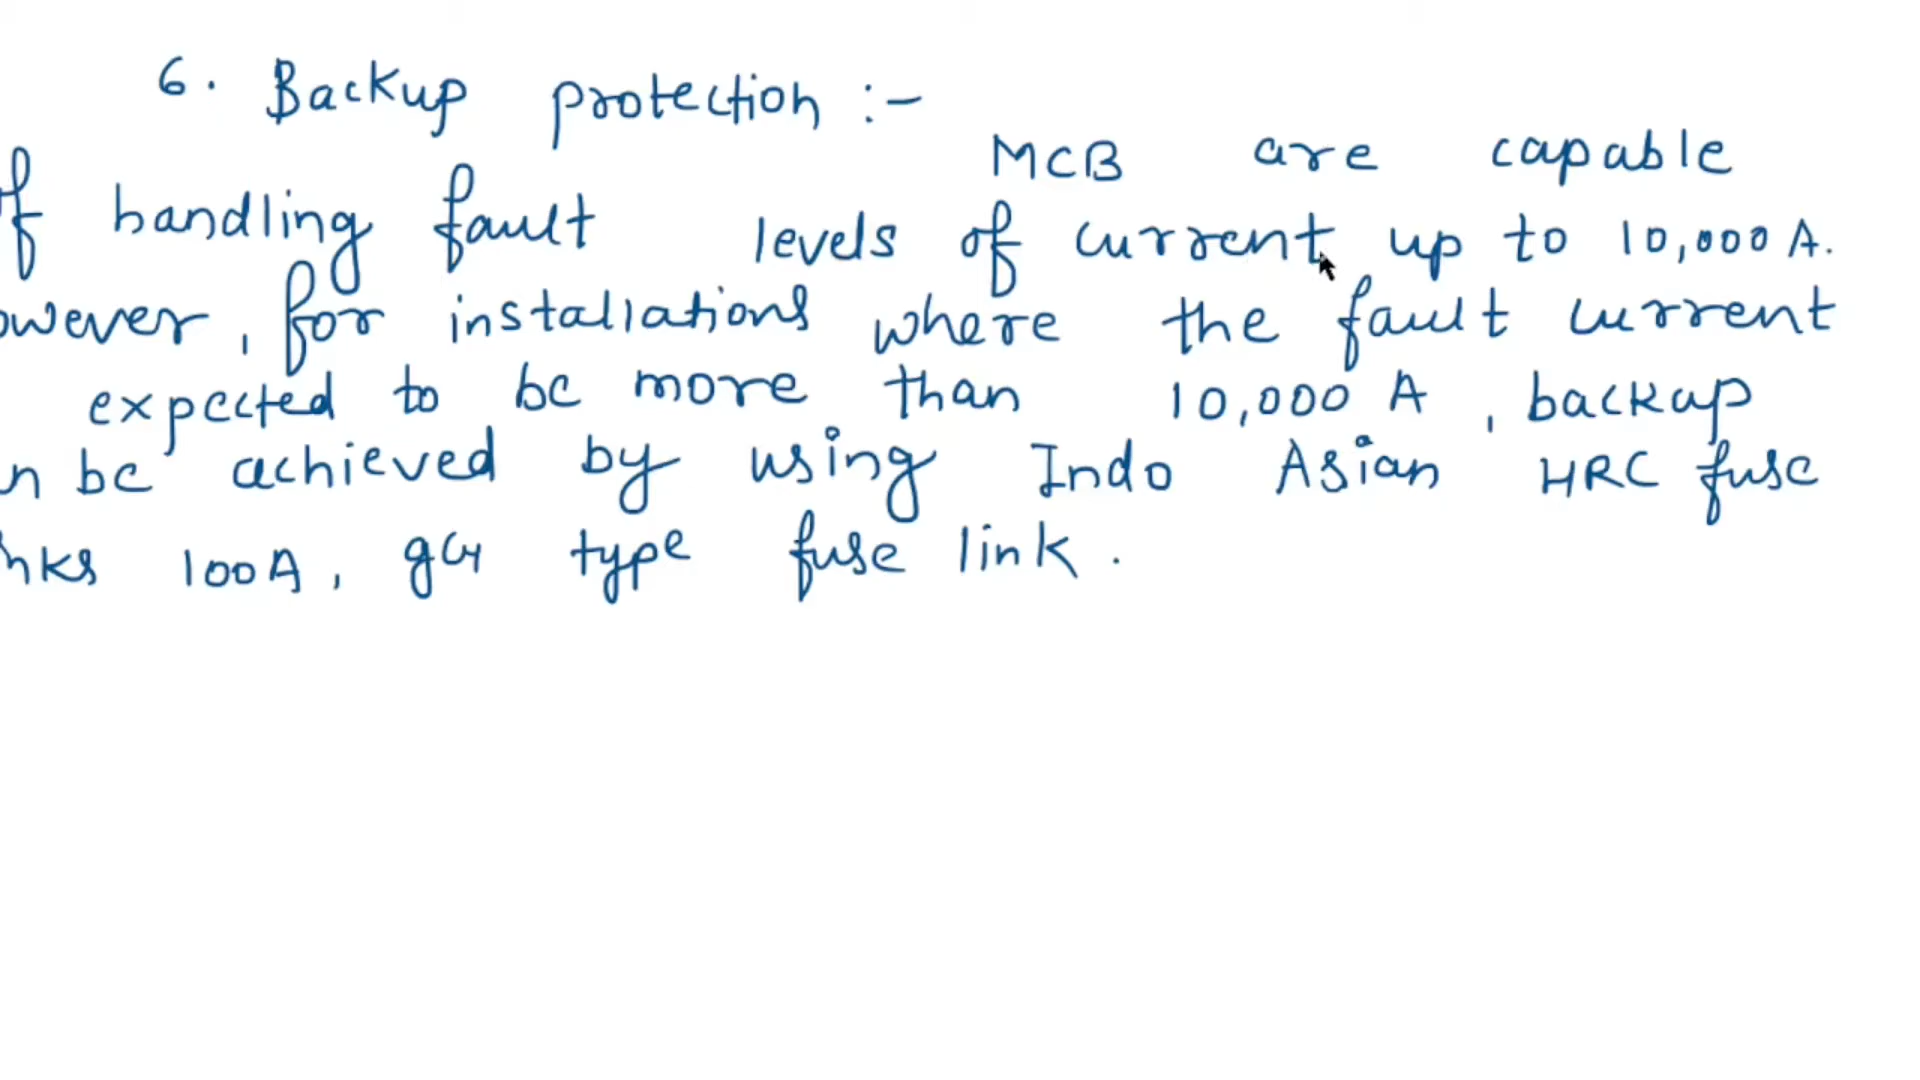 6. Backup protection :-
MCB are capable
of handling fault levels of current up to 10,000 A.
owever, for installations where the fault current
expected to be more than 10,000 A, backup
n be achieved by using Indo Asian HRC fuse
nks 100A, gG type fuse link.